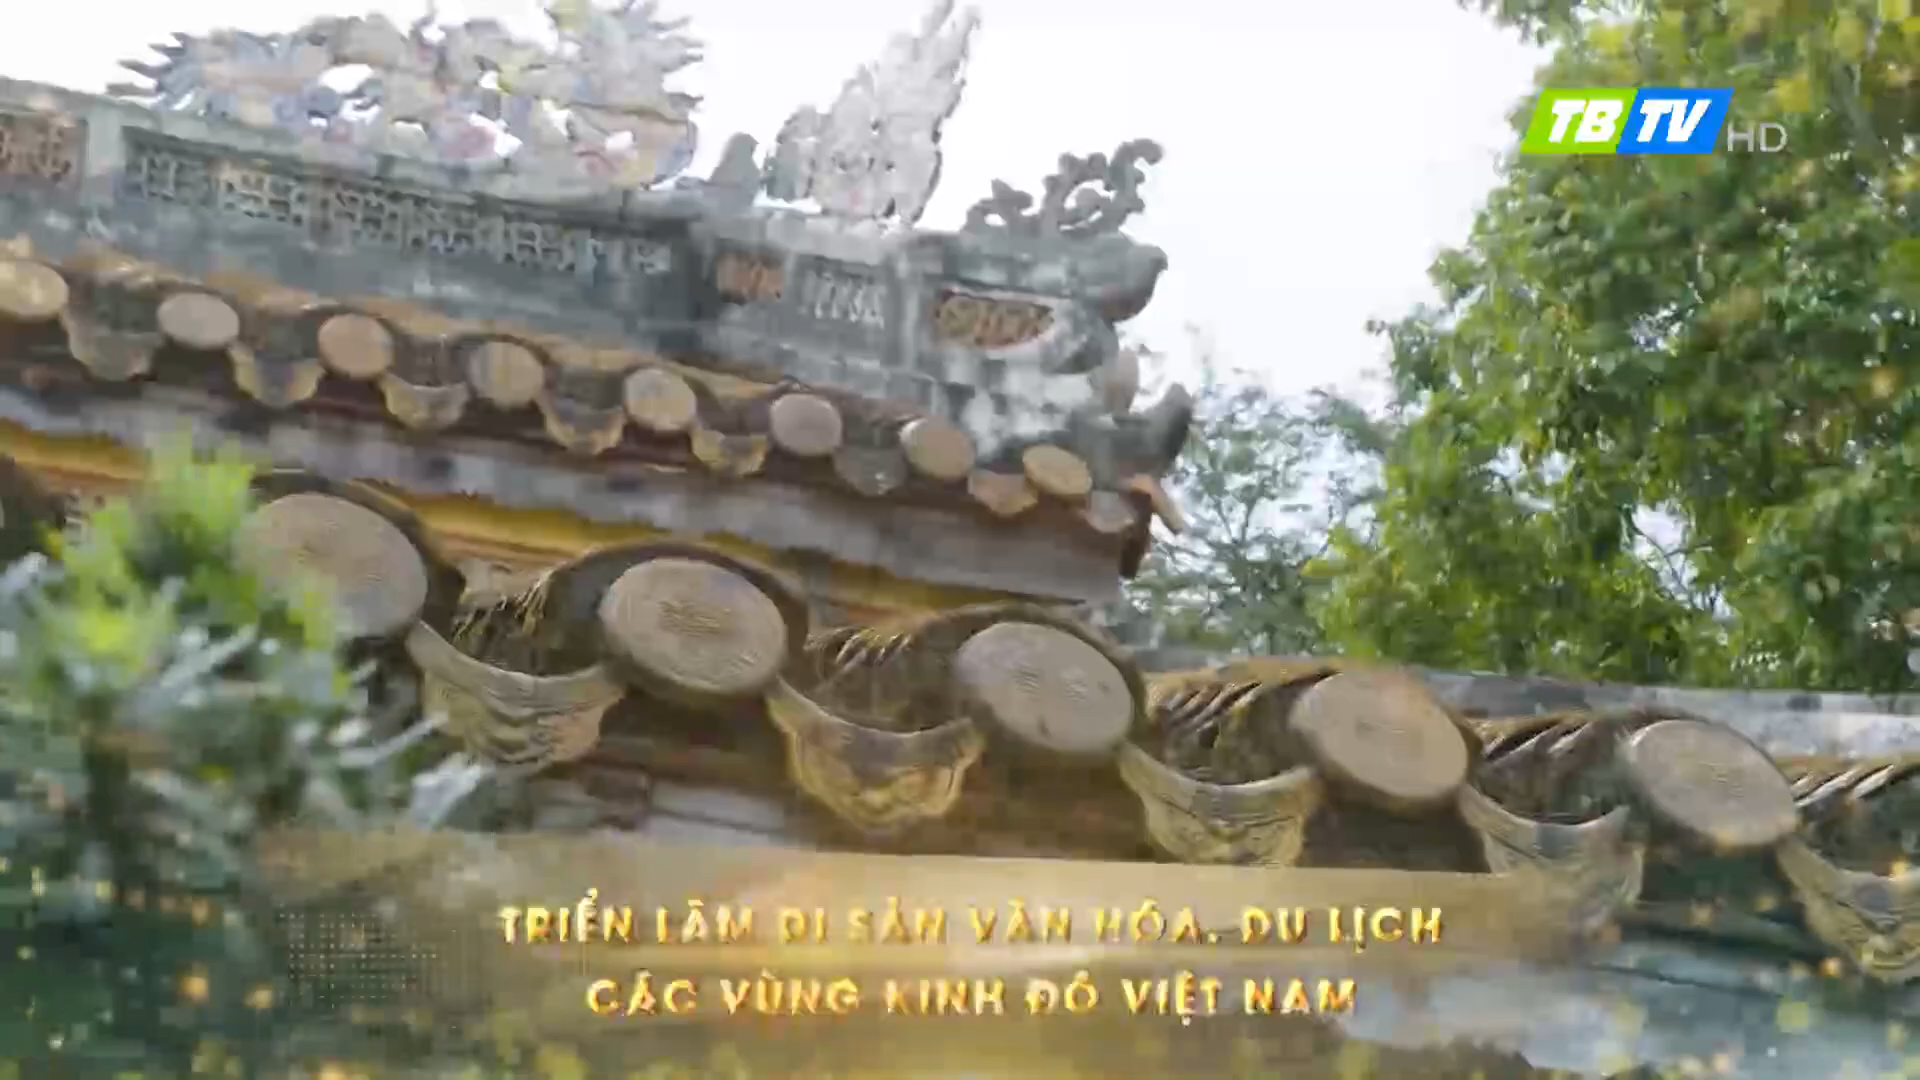 TBTV HD
TRIỂN LÃM DI SẢN VĂN HÓA, DU LỊCH
CÁC VÙNG KINH ĐÔ VIỆT NAM